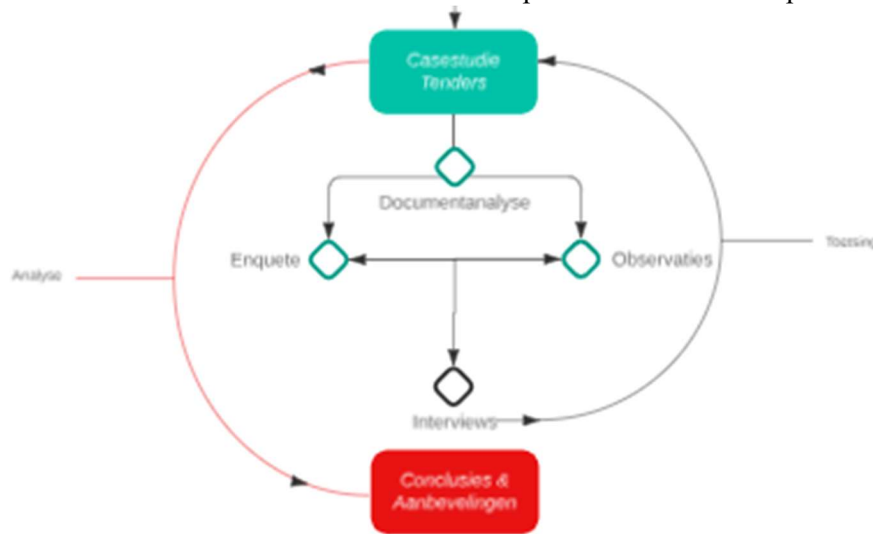 Casestudie
Tenders
Documentanalyse
Enquete
Observaties
Analyse
Interviews
Conclusies &
Aanbevelingen